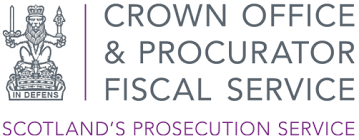 CROWN OFFICE
& PROCURATOR
FISCAL SERVICE
IN DEFENS
SCOTLAND'S PROSECUTION SERVICE